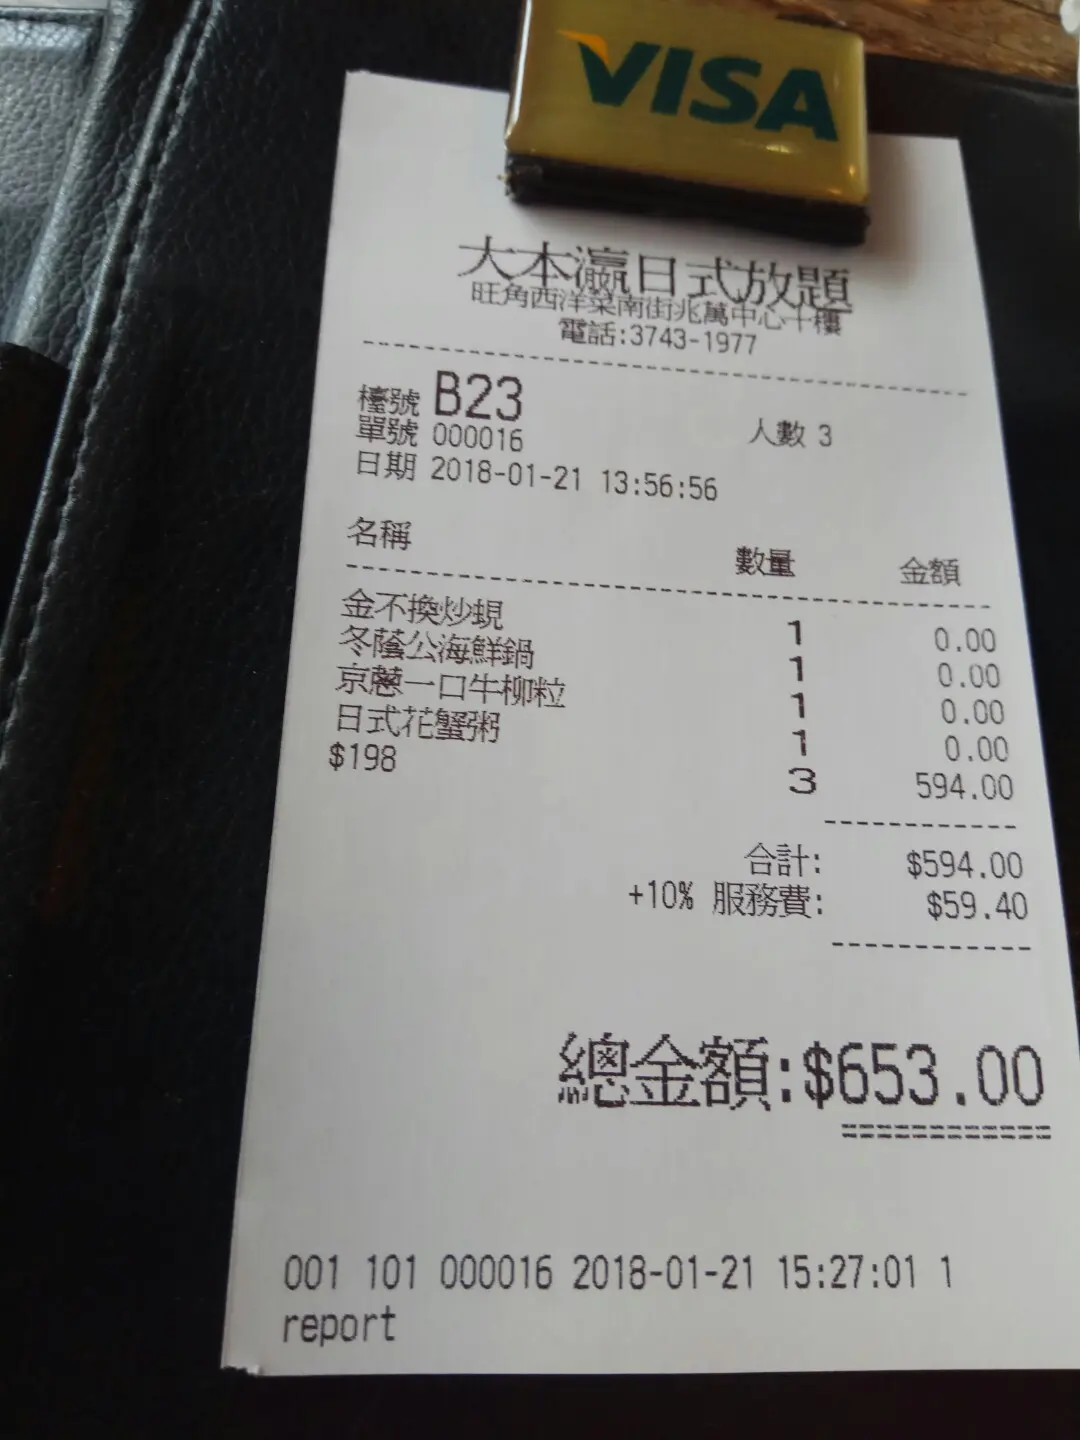 VISA
大本瀛日式放題
旺角西洋菜南街兆萬中心十樓
電話:3743-1977
檯號 B23 人數 3
單號 000016
日期 2018-01-21 13:56:56
名稱 數量 金額
金不換炒蜆 1 0.00
冬蔭公海鮮鍋 1 0.00
京蔥一口牛柳粒 1 0.00
日式花蟹粥 1 0.00
$198 3 594.00
合計: $594.00
+10% 服務費: $59.40
總金額:$653.00
001 101 000016 2018-01-21 15:27:01 1
report